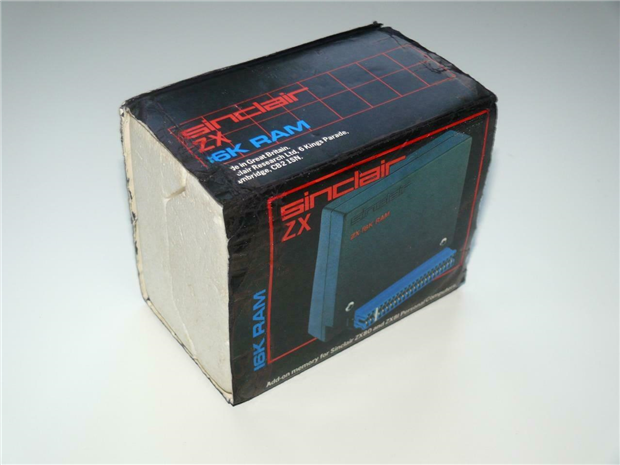 sinclair
ZX
16K RAM
de in Great Britain.
clair Research Ltd, 6 Kings Parade,
ambridge, CB2 1SN.
sinclair
ZX
ZX 16K RAM
16K RAM
Add-on memory for Sinclair ZX80 and ZX81 Personal Computers